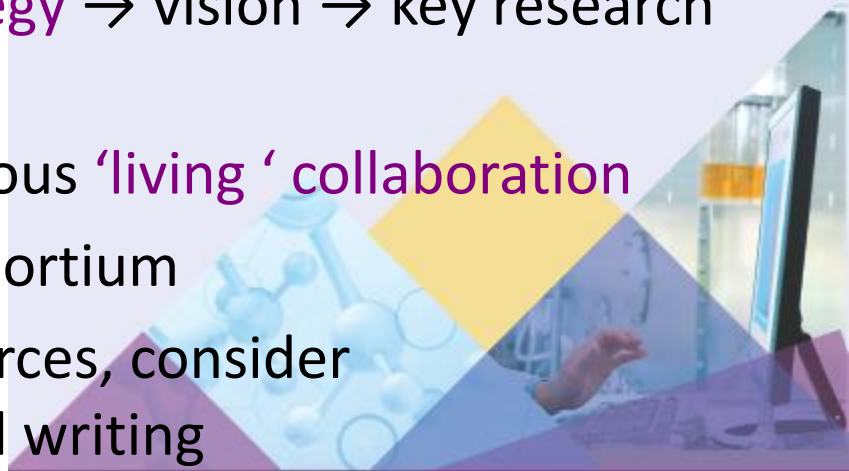 egy → vision → key research
ous ‘living ‘ collaboration
ortium
rces, consider
writing